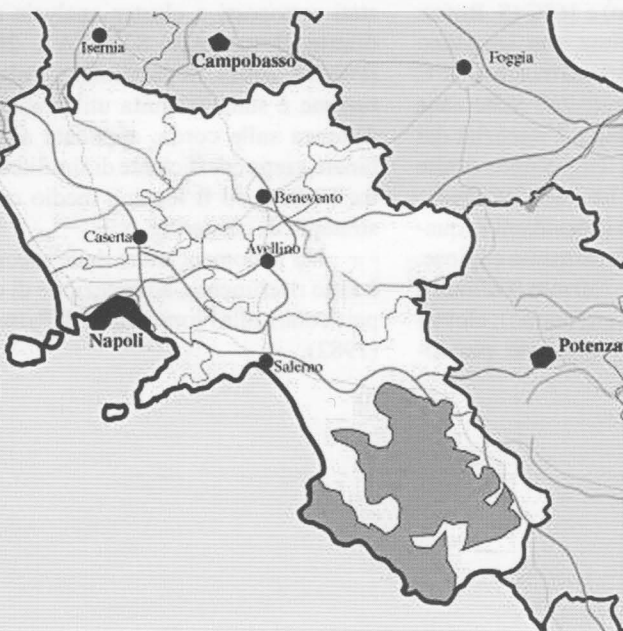 Isernia
Campobasso
Foggia
Benevento
Caserta
Avellino
Napoli
Potenza
Salerno